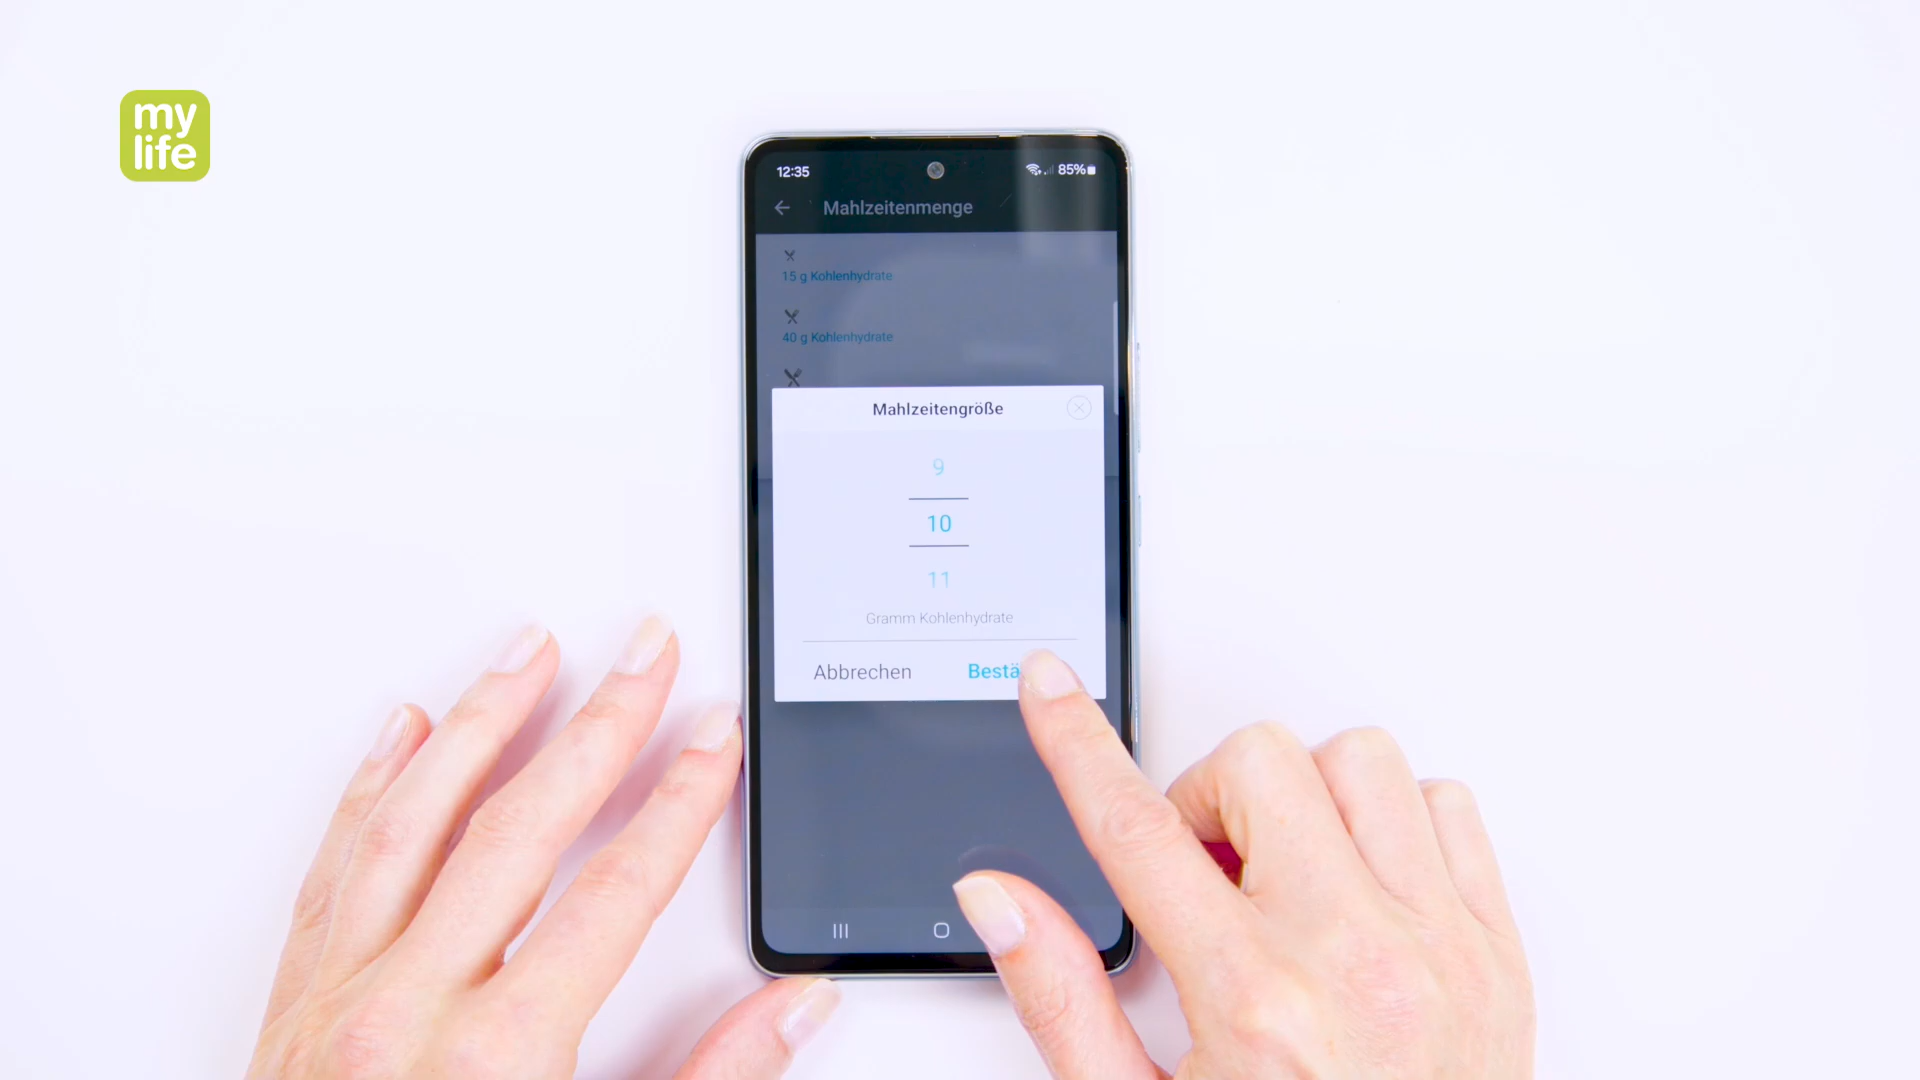 my
life
12:35
85%
Mahlzeitenmenge
15 g Kohlenhydrate
40 g Kohlenhydrate
Mahlzeitengröße
9
10
11
Gramm Kohlenhydrate
Abbrechen
Bestä